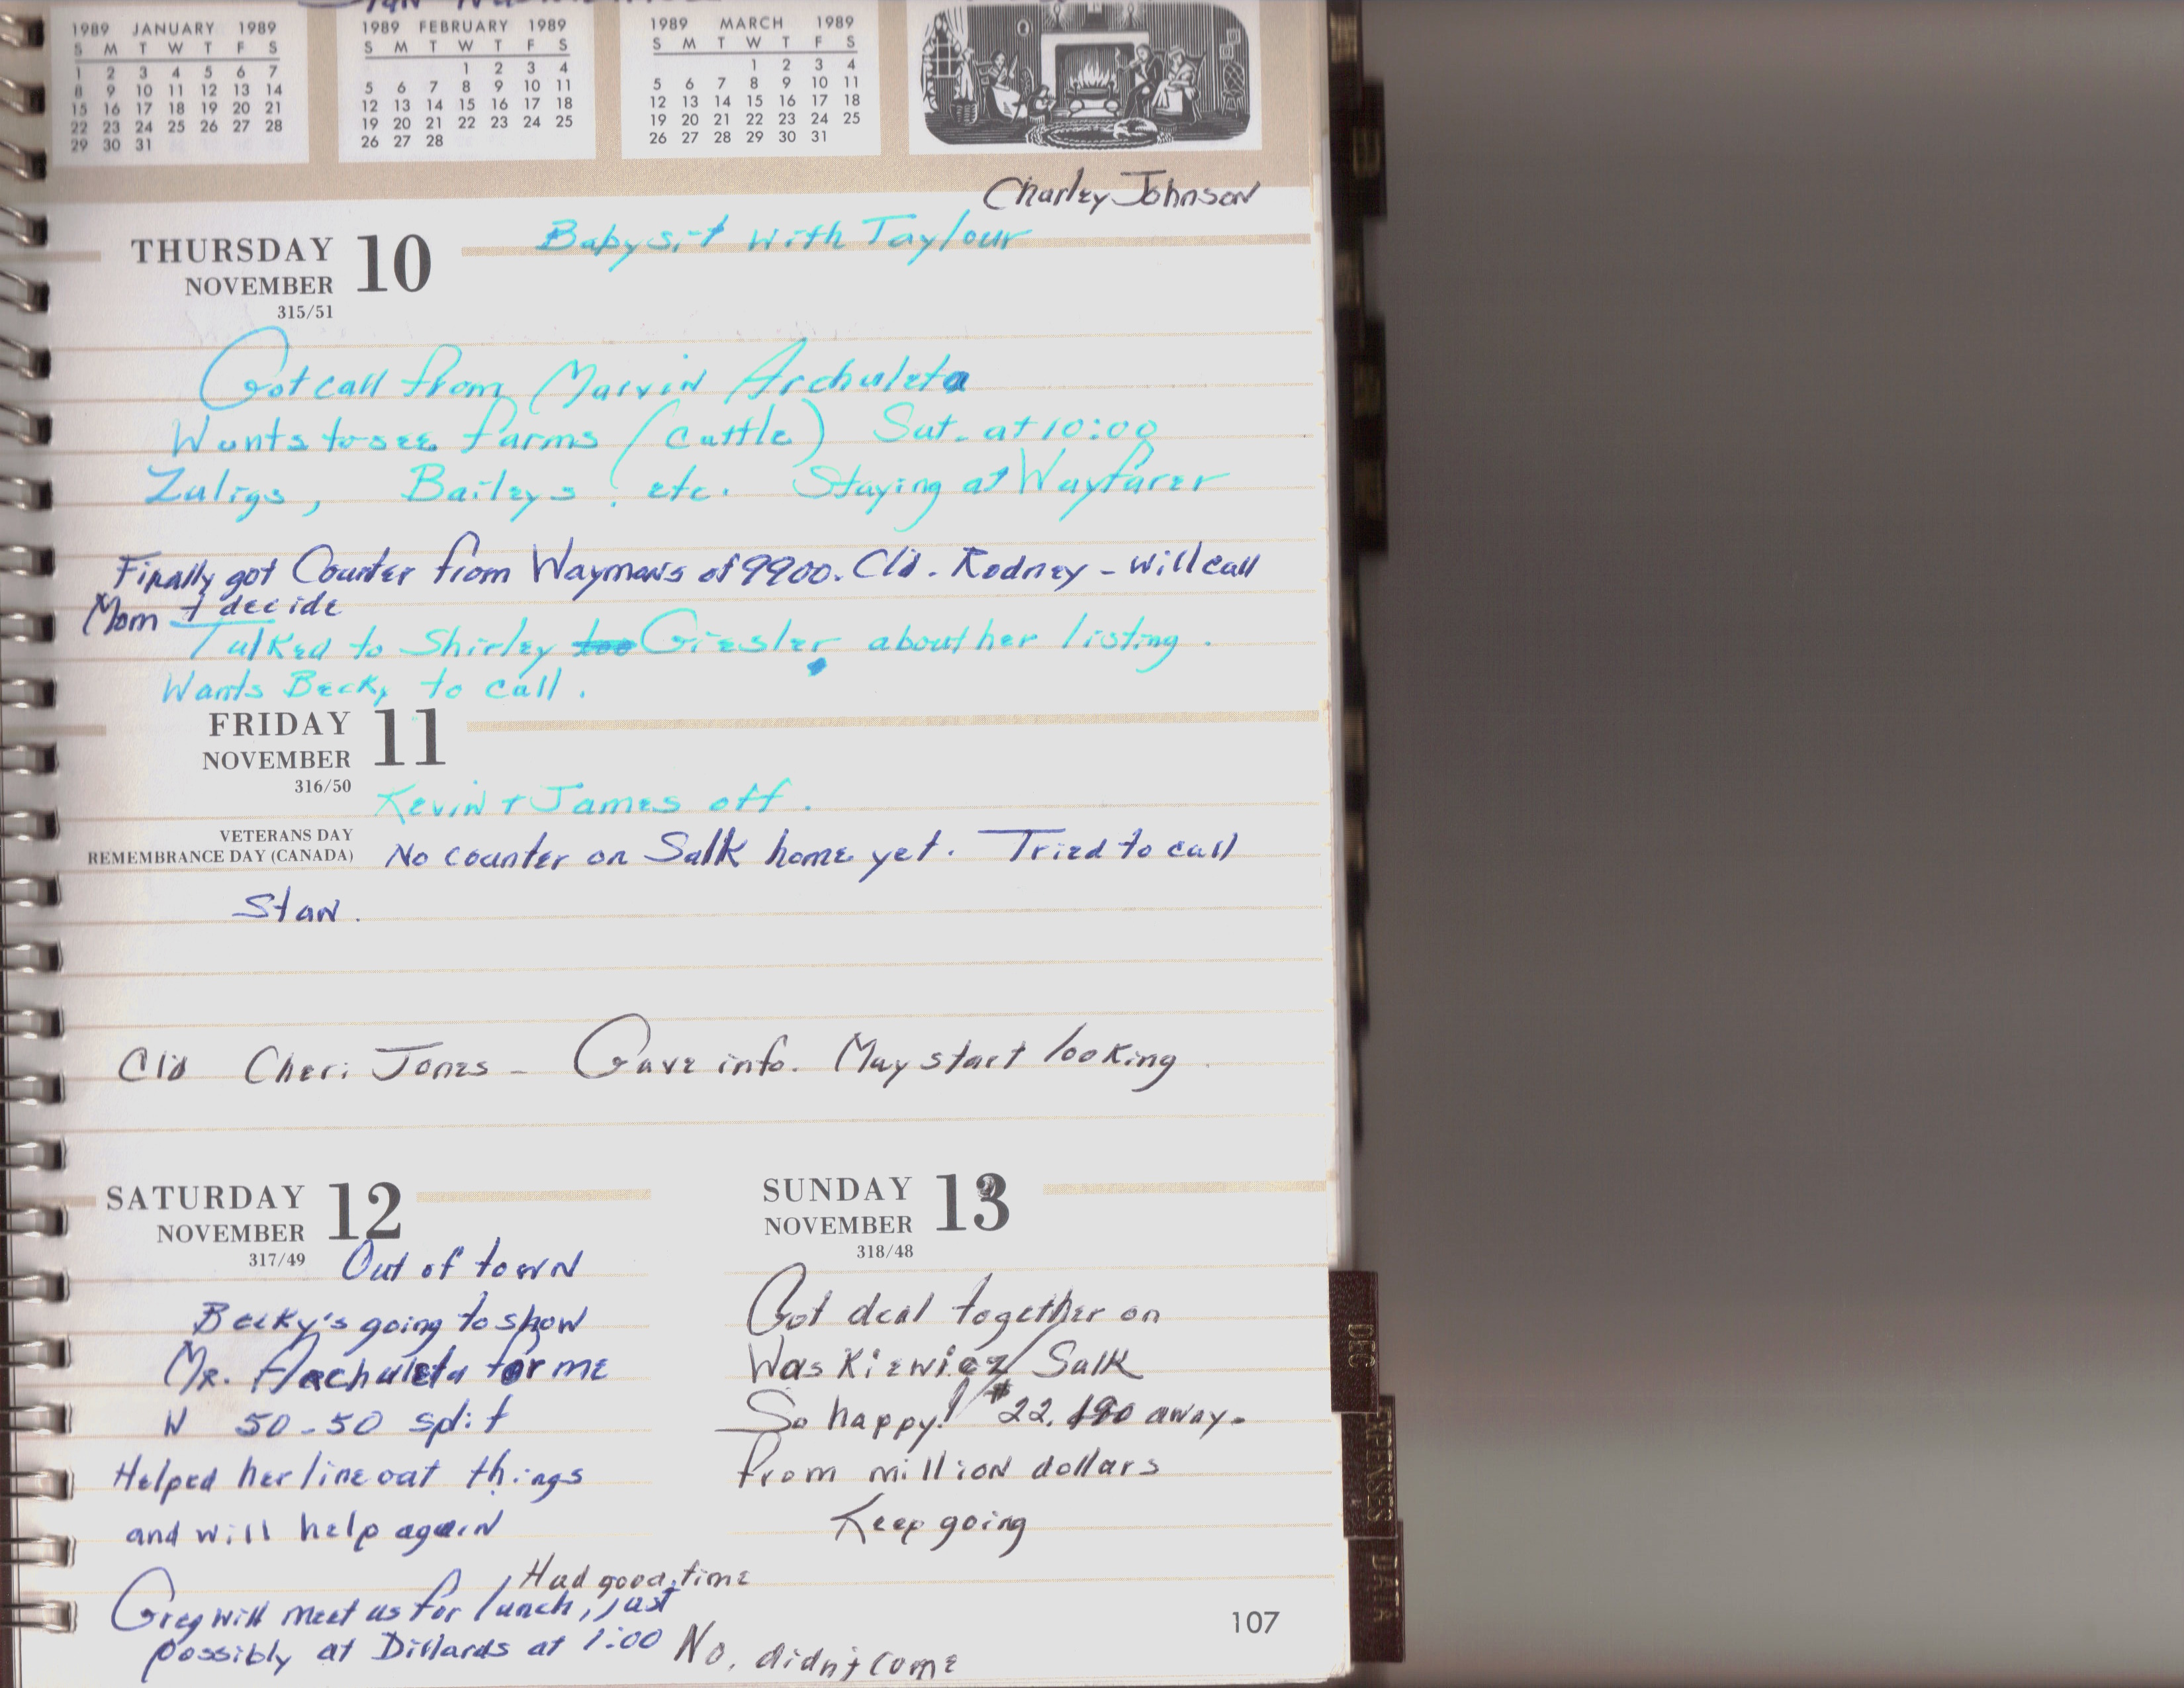 1989 JANUARY 1989
S M T W T F S
1 2 3 4 5 6 7
8 9 10 11 12 13 14
15 16 17 18 19 20 21
22 23 24 25 26 27 28
29 30 31
1989 FEBRUARY 1989
S M T W T F S
1 2 3 4
5 6 7 8 9 10 11
12 13 14 15 16 17 18
19 20 21 22 23 24 25
26 27 28
1989 MARCH 1989
S M T W T F S
1 2 3 4
5 6 7 8 9 10 11
12 13 14 15 16 17 18
19 20 21 22 23 24 25
26 27 28 29 30 31
Charley Johnson
Babysit with Taylour
THURSDAY 10
NOVEMBER
315/51
Got call from Marvin Archuleta
Wants to see farms (cattle) Sat. at 10:00
Zuligs, Baileys, etc. Staying at Wayfarer
Finally got Counter from Waymans of 9900. Cld. Rodney - will call
Mom + decide
Talked to Shirley too Giesler about her listing.
Wants Becky to call.
FRIDAY 11
NOVEMBER
316/50
Kevin + James off.
VETERANS DAY
REMEMBRANCE DAY (CANADA)
No counter on Salk home yet. Tried to call
Stan.
Cld Cheri Jones - Gave info. May start looking.
SATURDAY 12
NOVEMBER
317/49
Out of town
Becky's going to show
Mr. Archuleta for me
N 50-50 split
Helped her line out things
and will help again
Had good time
Greg will meet us for lunch, just
possibly at Dillards at 1:00
No, didn't come
SUNDAY 13
NOVEMBER
318/48
Got deal together on
Waskiewicz/Salk
So happy! $22, away.
from million dollars
Keep going
107
DEC
EXPENSES
DATA